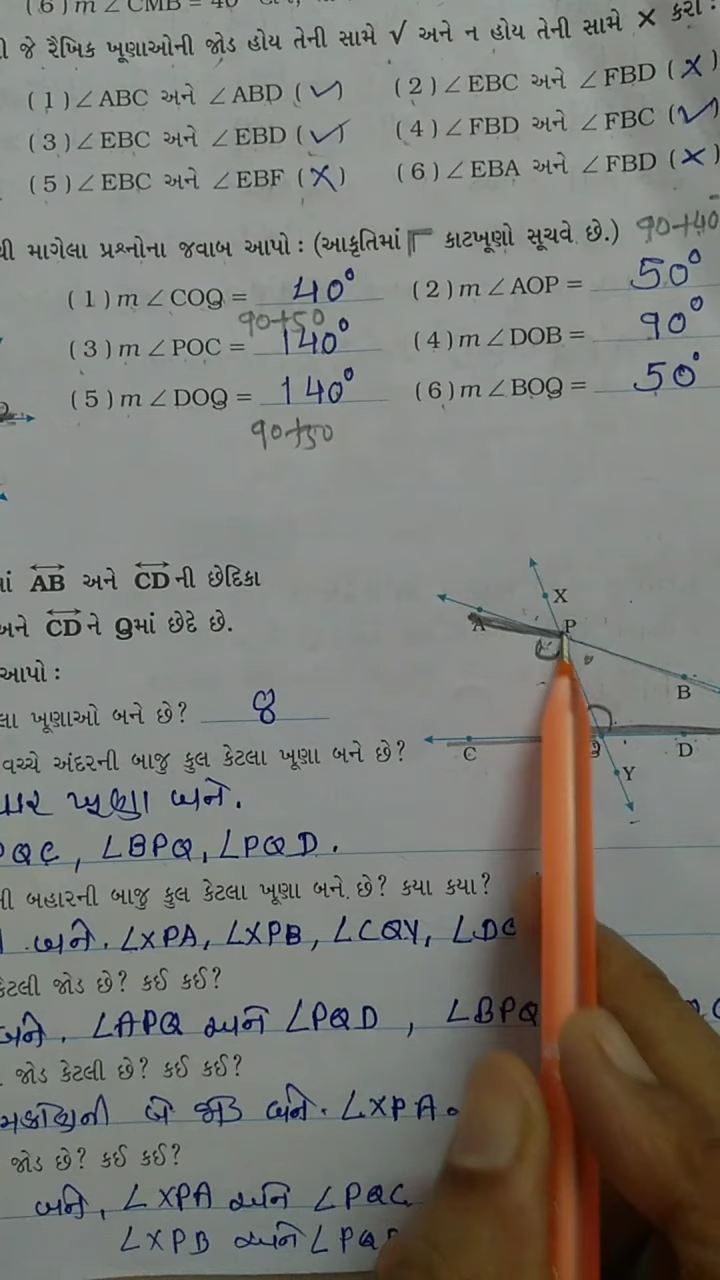 (6) m ∠CMB = 40
જે રૈખિક ખૂણાઓની જોડ હોય તેની સામે √ અને ન હોય તેની સામે × કરો :
(1) ∠ABC અને ∠ABD (✓) (2) ∠EBC અને ∠FBD (×)
(3) ∠EBC અને ∠EBD (✓) (4) ∠FBD અને ∠FBC (✓)
(5) ∠EBC અને ∠EBF (×) (6) ∠EBA અને ∠FBD (×)
માગેલા પ્રશ્નોના જવાબ આપો : (આકૃતિમાં કાટખૂણો સૂચવે છે.) 90+40
(1) m ∠COQ = 40° (2) m ∠AOP = 50°
90+50
(3) m ∠POC = 140° (4) m ∠DOB = 90°
(5) m ∠DOQ = 140° (6) m ∠BOQ = 50°
90+50
AB અને CD ની છેદિકા
અને CD ને Qમાં છેદે છે.
આપો :
ખૂણાઓ બને છે? 8
વચ્ચે અંદરની બાજુ કુલ કેટલા ખૂણા બને છે?
ખૂણા બને.
PQC, ∠BPQ, ∠PQD.
બહારની બાજુ કુલ કેટલા ખૂણા બને છે? કયા કયા?
બને. ∠XPA, ∠XPB, ∠CQY,
કેટલી જોડ છે? કઈ કઈ?
બને. ∠APQ અને ∠PQD, ∠BPQ
જોડ કેટલી છે? કઈ કઈ?
બે જોડ બને. ∠XPA
જોડ છે? કઈ કઈ?
બને, ∠XPA અને ∠PQC
∠XPB અને
X
A
P
B
C
Q
D
Y